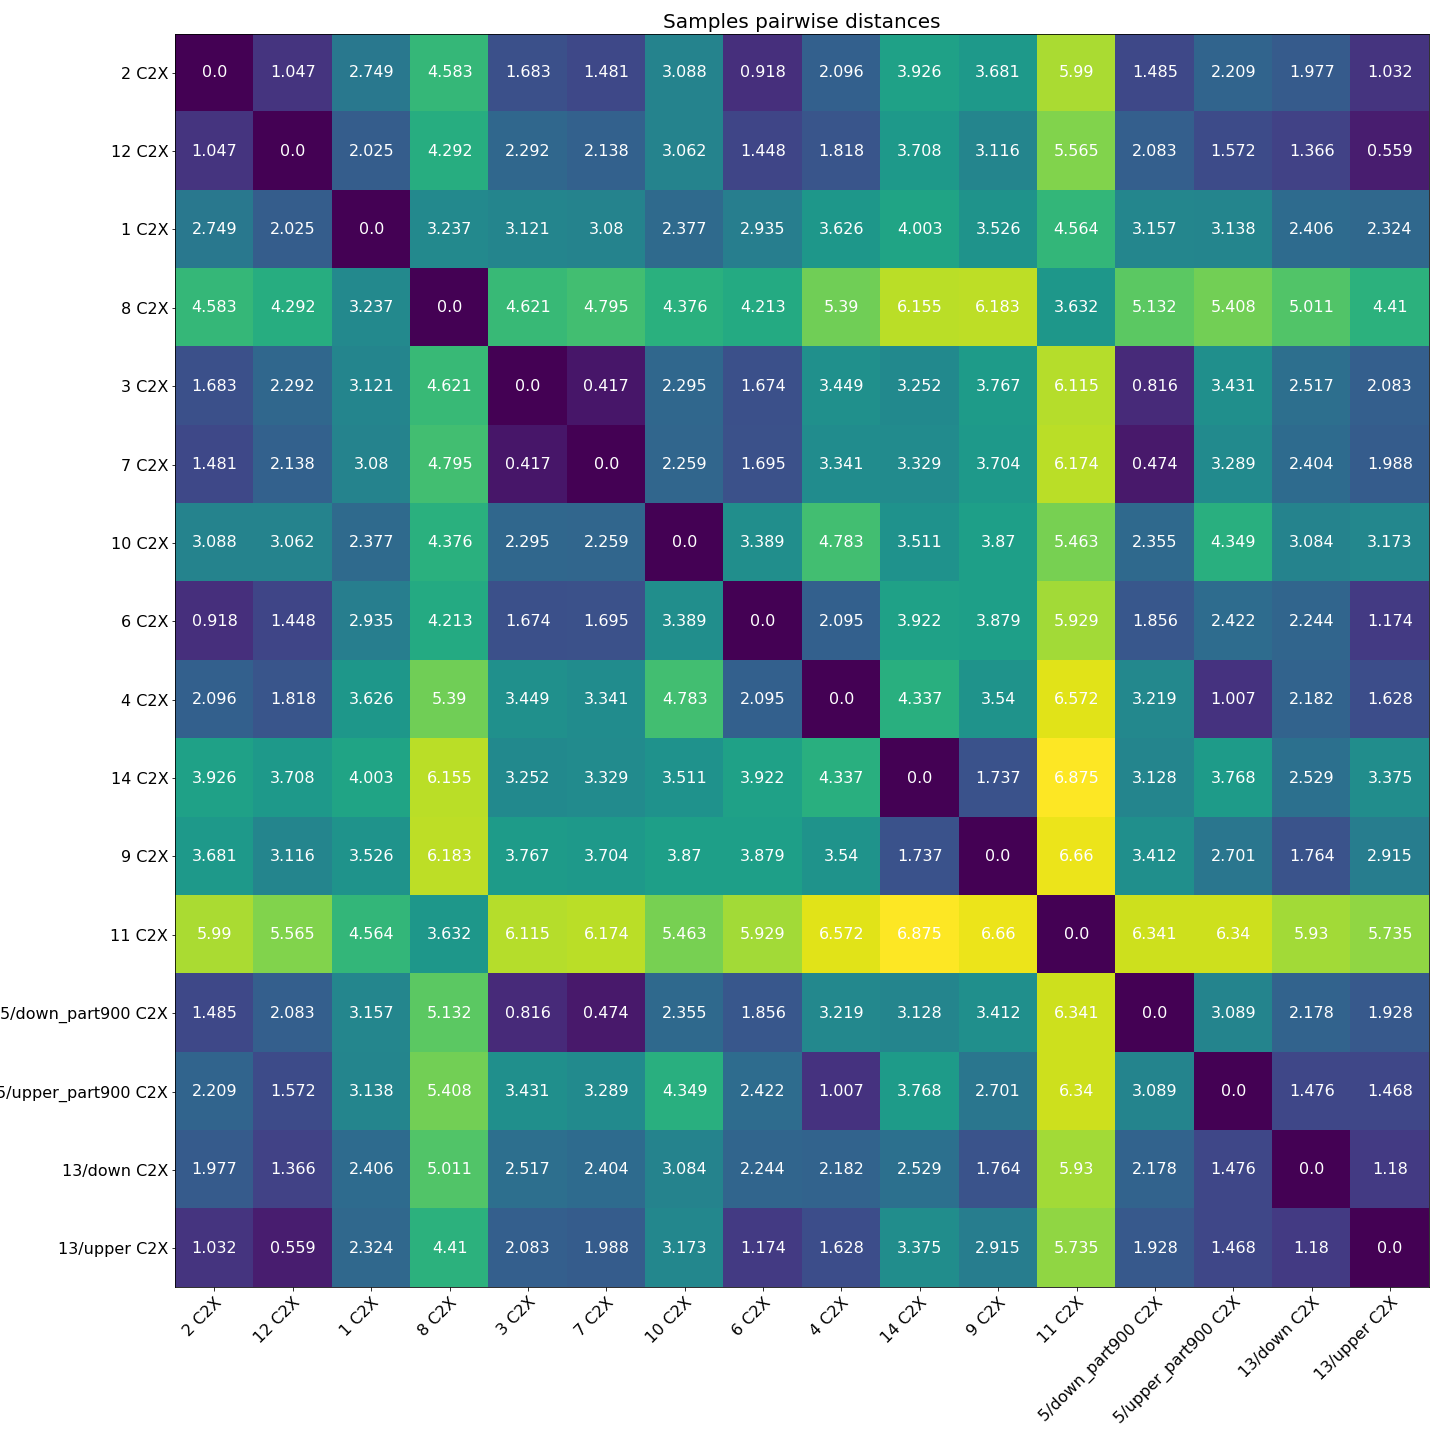 Samples pairwise distances
2 C2X 0.0 1.047 2.749 4.583 1.683 1.481 3.088 0.918 2.096 3.926 3.681 5.99 1.485 2.209 1.977 1.032
12 C2X 1.047 0.0 2.025 4.292 2.292 2.138 3.062 1.448 1.818 3.708 3.116 5.565 2.083 1.572 1.366 0.559
1 C2X 2.749 2.025 0.0 3.237 3.121 3.08 2.377 2.935 3.626 4.003 3.526 4.564 3.157 3.138 2.406 2.324
8 C2X 4.583 4.292 3.237 0.0 4.621 4.795 4.376 4.213 5.39 6.155 6.183 3.632 5.132 5.408 5.011 4.41
3 C2X 1.683 2.292 3.121 4.621 0.0 0.417 2.295 1.674 3.449 3.252 3.767 6.115 0.816 3.431 2.517 2.083
7 C2X 1.481 2.138 3.08 4.795 0.417 0.0 2.259 1.695 3.341 3.329 3.704 6.174 0.474 3.289 2.404 1.988
10 C2X 3.088 3.062 2.377 4.376 2.295 2.259 0.0 3.389 4.783 3.511 3.87 5.463 2.355 4.349 3.084 3.173
6 C2X 0.918 1.448 2.935 4.213 1.674 1.695 3.389 0.0 2.095 3.922 3.879 5.929 1.856 2.422 2.244 1.174
4 C2X 2.096 1.818 3.626 5.39 3.449 3.341 4.783 2.095 0.0 4.337 3.54 6.572 3.219 1.007 2.182 1.628
14 C2X 3.926 3.708 4.003 6.155 3.252 3.329 3.511 3.922 4.337 0.0 1.737 6.875 3.128 3.768 2.529 3.375
9 C2X 3.681 3.116 3.526 6.183 3.767 3.704 3.87 3.879 3.54 1.737 0.0 6.66 3.412 2.701 1.764 2.915
11 C2X 5.99 5.565 4.564 3.632 6.115 6.174 5.463 5.929 6.572 6.875 6.66 0.0 6.341 6.34 5.93 5.735
5/down_part900 C2X 1.485 2.083 3.157 5.132 0.816 0.474 2.355 1.856 3.219 3.128 3.412 6.341 0.0 3.089 2.178 1.928
5/upper_part900 C2X 2.209 1.572 3.138 5.408 3.431 3.289 4.349 2.422 1.007 3.768 2.701 6.34 3.089 0.0 1.476 1.468
13/down C2X 1.977 1.366 2.406 5.011 2.517 2.404 3.084 2.244 2.182 2.529 1.764 5.93 2.178 1.476 0.0 1.18
13/upper C2X 1.032 0.559 2.324 4.41 2.083 1.988 3.173 1.174 1.628 3.375 2.915 5.735 1.928 1.468 1.18 0.0
2 C2X 12 C2X 1 C2X 8 C2X 3 C2X 7 C2X 10 C2X 6 C2X 4 C2X 14 C2X 9 C2X 11 C2X 5/down_part900 C2X 5/upper_part900 C2X 13/down C2X 13/upper C2X